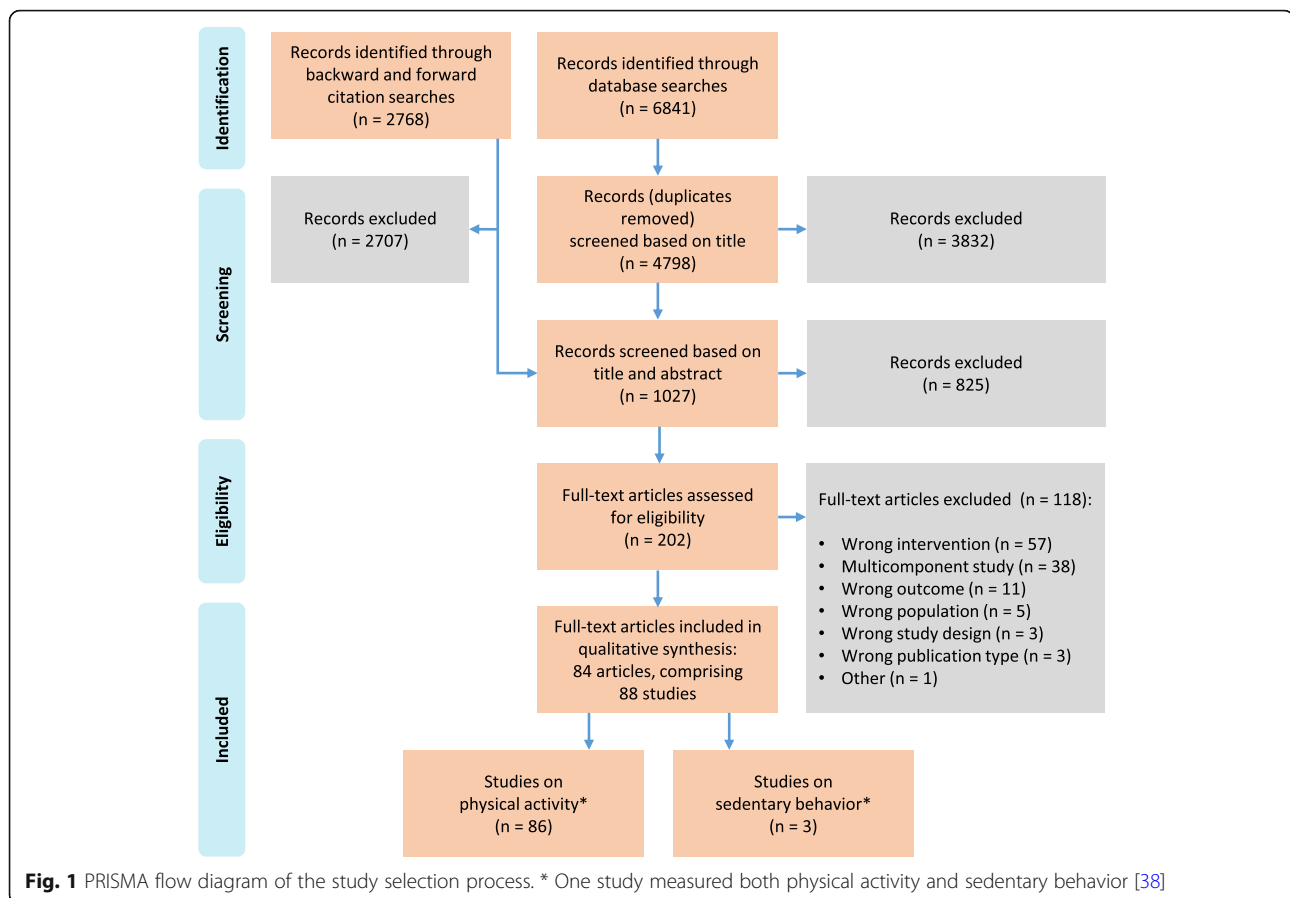 Identification
Records identified through
backward and forward
citation searches
(n = 2768)
Records identified through
database searches
(n = 6841)
Screening
Records excluded
(n = 2707)
Records (duplicates
removed)
screened based on title
(n = 4798)
Records excluded
(n = 3832)
Records screened based on
title and abstract
(n = 1027)
Records excluded
(n = 825)
Eligibility
Full-text articles assessed
for eligibility
(n = 202)
Full-text articles excluded (n = 118):
• Wrong intervention (n = 57)
• Multicomponent study (n = 38)
• Wrong outcome (n = 11)
• Wrong population (n = 5)
• Wrong study design (n = 3)
• Wrong publication type (n = 3)
• Other (n = 1)
Included
Full-text articles included in
qualitative synthesis:
84 articles, comprising
88 studies
Studies on
physical activity*
(n = 86)
Studies on
sedentary behavior*
(n = 3)
Fig. 1 PRISMA flow diagram of the study selection process. * One study measured both physical activity and sedentary behavior [38]